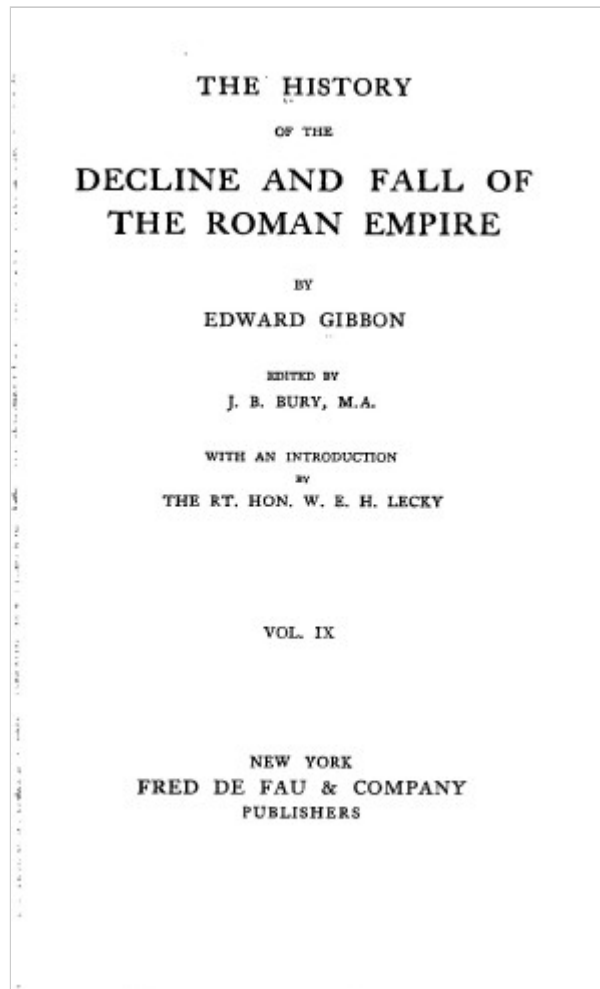 THE HISTORY
OF THE
DECLINE AND FALL OF
THE ROMAN EMPIRE
BY
EDWARD GIBBON
EDITED BY
J. B. BURY, M.A.
WITH AN INTRODUCTION
BY
THE RT. HON. W. E. H. LECKY
VOL. IX
NEW YORK
FRED DE FAU & COMPANY
PUBLISHERS